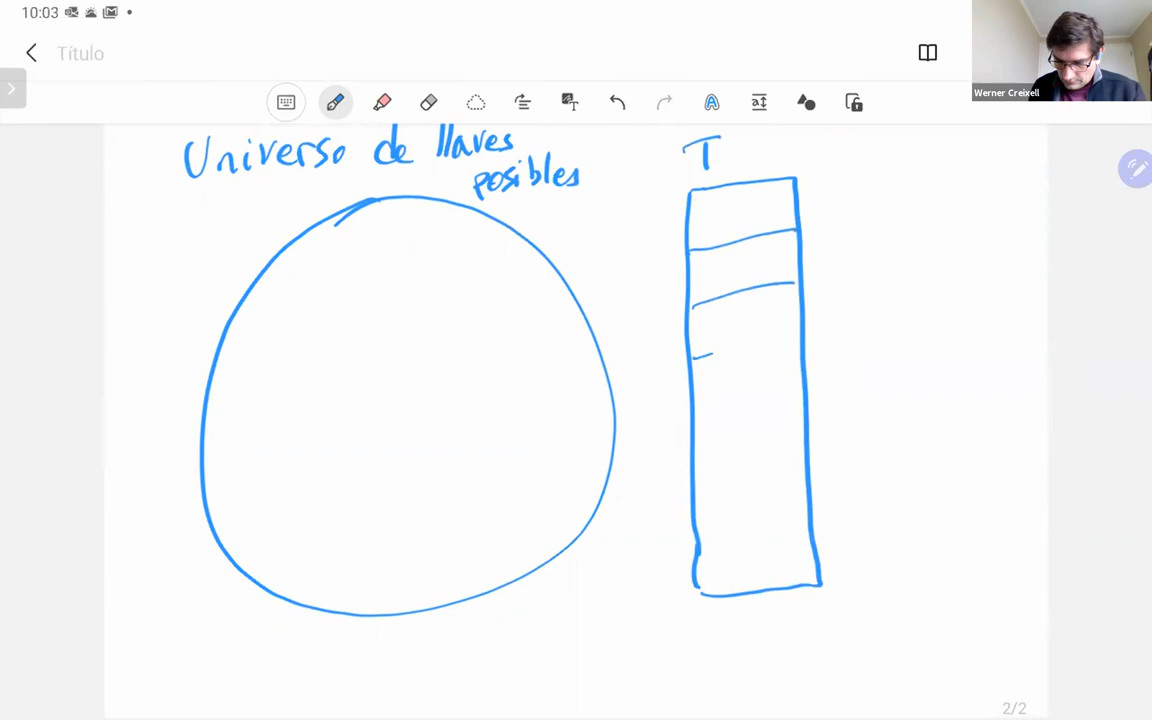 10:03
Título
Werner Creixell
Universo de llaves
posibles
T
2/2